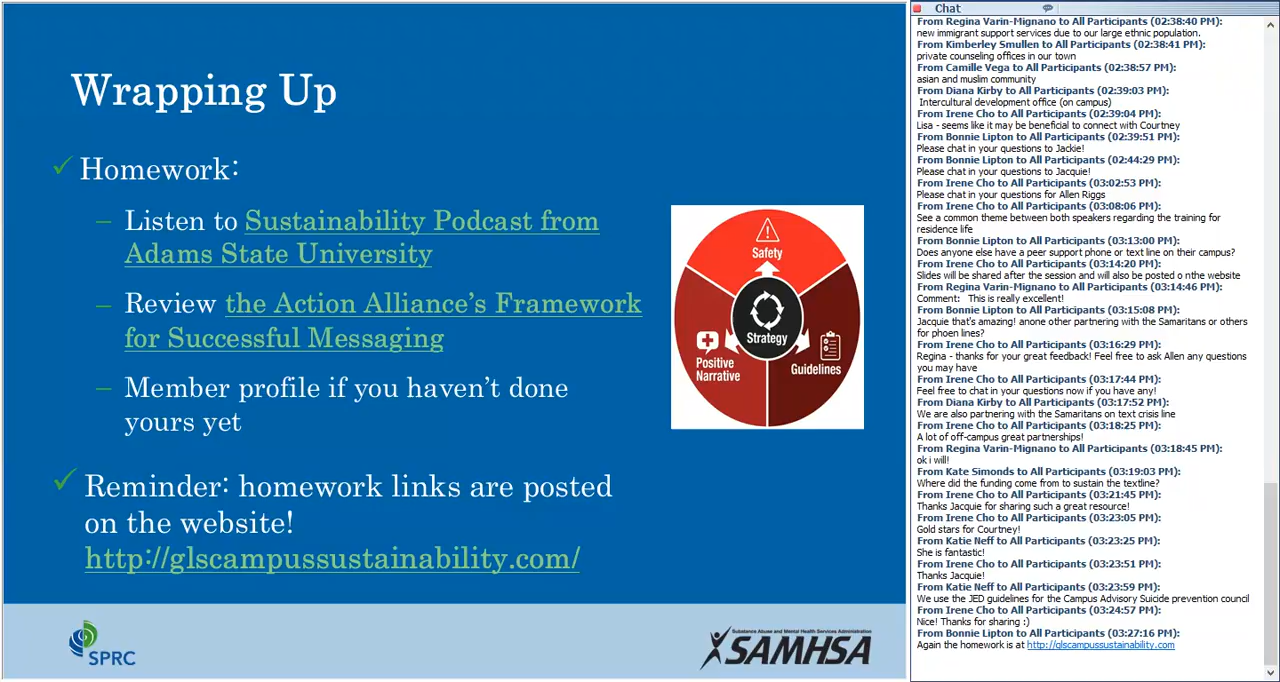 Wrapping Up
✓ Homework:
– Listen to Sustainability Podcast from
Adams State University
– Review the Action Alliance’s Framework
for Successful Messaging
– Member profile if you haven’t done
yours yet
✓ Reminder: homework links are posted
on the website!
http://glscampussustainability.com/
Safety
Strategy
Positive
Narrative
Guidelines
SPRC
Substance Abuse and Mental Health Services Administration
SAMHSA
Chat
From Regina Varin-Mignano to All Participants (02:38:40 PM):
new immigrant support services due to our large ethnic population.
From Kimberley Smullen to All Participants (02:38:41 PM):
private counseling offices in our town
From Camille Vega to All Participants (02:38:57 PM):
asian and muslim community
From Diana Kirby to All Participants (02:39:03 PM):
Intercultural development office (on campus)
From Irene Cho to All Participants (02:39:04 PM):
Lisa - seems like it may be beneficial to connect with Courtney
From Bonnie Lipton to All Participants (02:39:51 PM):
Please chat in your questions to Jackie!
From Bonnie Lipton to All Participants (02:44:29 PM):
Please chat in your questions to Jacquie!
From Irene Cho to All Participants (03:02:53 PM):
Please chat in your questions for Allen Riggs
From Irene Cho to All Participants (03:08:06 PM):
See a common theme between both speakers regarding the training for
residence life
From Bonnie Lipton to All Participants (03:13:00 PM):
Does anyone else have a peer support phone or text line on their campus?
From Irene Cho to All Participants (03:14:20 PM):
Slides will be shared after the session and will also be posted o nthe website
From Regina Varin-Mignano to All Participants (03:14:46 PM):
Comment: This is really excellent!
From Bonnie Lipton to All Participants (03:15:08 PM):
Jacquie that's amazing! anone other partnering with the Samaritans or others
for phoen lines?
From Irene Cho to All Participants (03:16:29 PM):
Regina - thanks for your great feedback! Feel free to ask Allen any questions
you may have
From Irene Cho to All Participants (03:17:44 PM):
Feel free to chat in your questions now if you have any!
From Diana Kirby to All Participants (03:17:52 PM):
We are also partnering with the Samaritans on text crisis line
From Irene Cho to All Participants (03:18:25 PM):
A lot of off-campus great partnerships!
From Regina Varin-Mignano to All Participants (03:18:45 PM):
ok i will!
From Kate Simonds to All Participants (03:19:03 PM):
Where did the funding come from to sustain the textline?
From Irene Cho to All Participants (03:21:45 PM):
Thanks Jacquie for sharing such a great resource!
From Irene Cho to All Participants (03:23:05 PM):
Gold stars for Courtney!
From Katie Neff to All Participants (03:23:25 PM):
She is fantastic!
From Irene Cho to All Participants (03:23:51 PM):
Thanks Jacquie!
From Katie Neff to All Participants (03:23:59 PM):
We use the JED guidelines for the Campus Advisory Suicide prevention council
From Irene Cho to All Participants (03:24:57 PM):
Nice! Thanks for sharing :)
From Bonnie Lipton to All Participants (03:27:16 PM):
Again the homework is at http://glscampussustainability.com